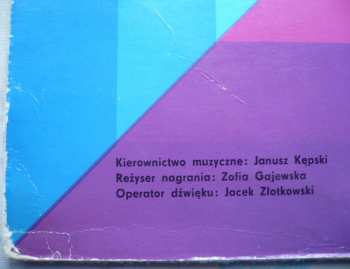 Kierownictwo muzyczne: Janusz Kępski
Reżyser nagrania: Zofia Gajewska
Operator dźwięku: Jacek Złotkowski